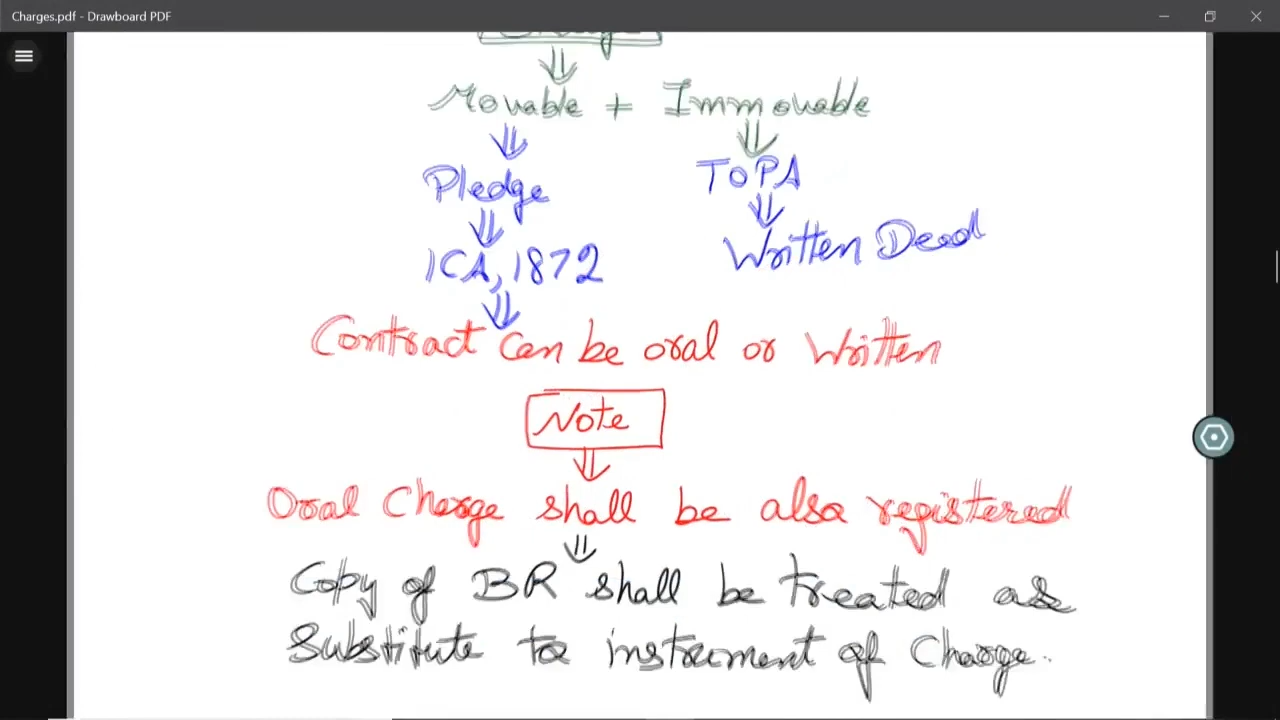 Charges.pdf - Drawboard PDF
Movable + Immovable
Pledge
ToPA
ICA, 1872
Written Deed
Contract can be oral or Written
Note
Oral Charge shall be also registered
Copy of BR shall be treated as
Substitute to instrument of Charge.